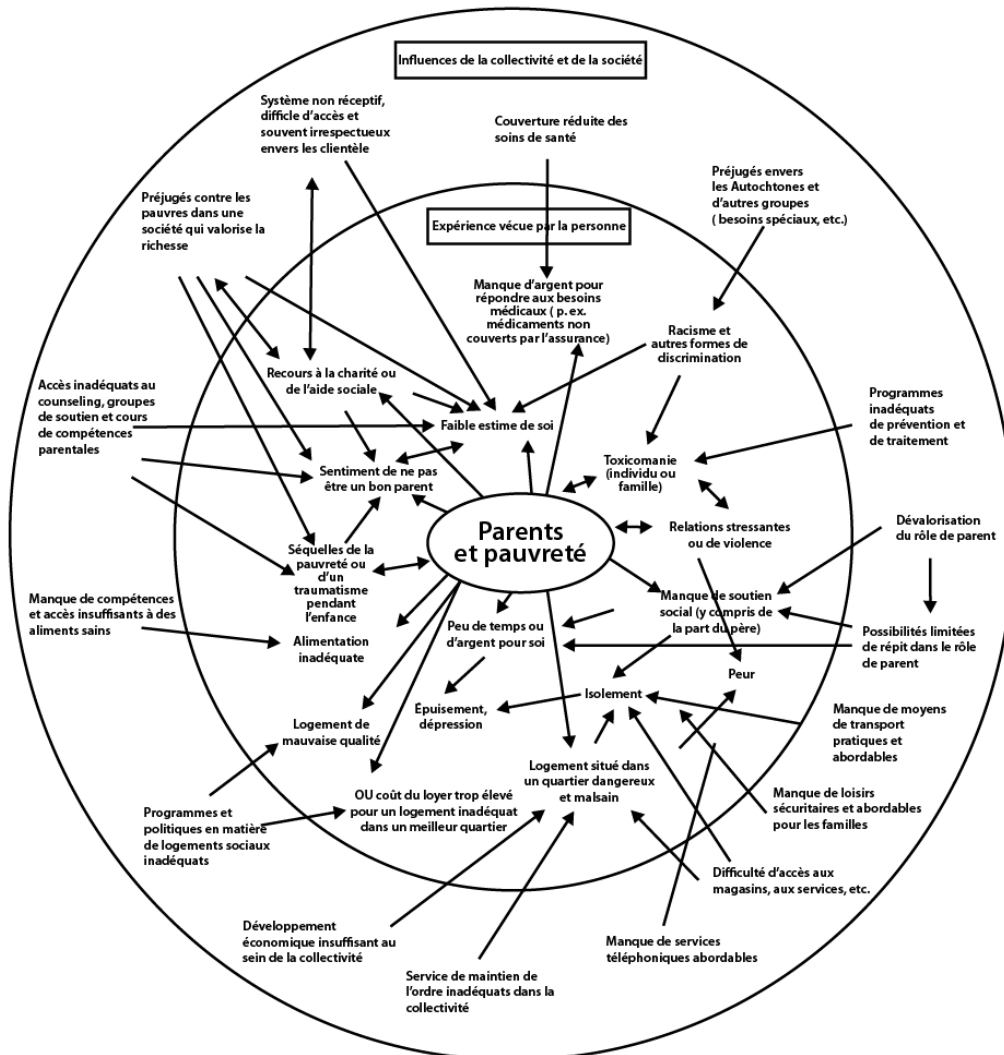 Influences de la collectivité et de la société
Système non réceptif,
difficle d'accès et
souvent irrespectueux
envers les clientèle
Couverture réduite des
soins de santé
Préjugés envers
les Autochtones et
d'autres groupes
( besoins spéciaux, etc.)
Préjugés contre les
pauvres dans une
société qui valorise la
richesse
Expérience vécue par la personne
Manque d'argent pour
répondre aux besoins
médicaux ( p. ex.
médicaments non
couverts par l'assurance)
Racisme et
autres formes de
discrimination
Recours à la charité ou
de l'aide sociale
Accès inadéquats au
counseling, groupes
de soutien et cours
de compétences
parentales
Faible estime de soi
Programmes
inadéquats
de prévention et
de traitement
Sentiment de ne pas
être un bon parent
Toxicomanie
(individu ou
famille)
Parents
et pauvreté
Relations stressantes
ou de violence
Dévalorisation
du rôle de parent
Séquelles de la
pauvreté ou
d'un
traumatisme
pendant
l'enfance
Manque de compétences
et accès insuffisants à des
aliments sains
Alimentation
inadéquate
Peu de temps ou
d'argent pour soi
Manque de soutien
social (y compris de
la part du père)
Possibilités limitées
de répit dans le rôle
de parent
Peur
Isolement
Épuisement,
dépression
Logement de
mauvaise qualité
Manque de moyens
de transport
pratiques et
abordables
Logement situé dans
un quartier dangereux
et malsain
OU coût du loyer trop élevé
pour un logement inadéquat
dans un meilleur quartier
Programmes et
politiques en matière
de logements sociaux
inadéquats
Manque de loisirs
sécuritaires et abordables
pour les familles
Difficulté d'accès aux
magasins, aux services, etc.
Développement
économique insuffisant au
sein de la collectivité
Manque de services
téléphoniques abordables
Service de maintien de
l'ordre inadéquats dans la
collectivité